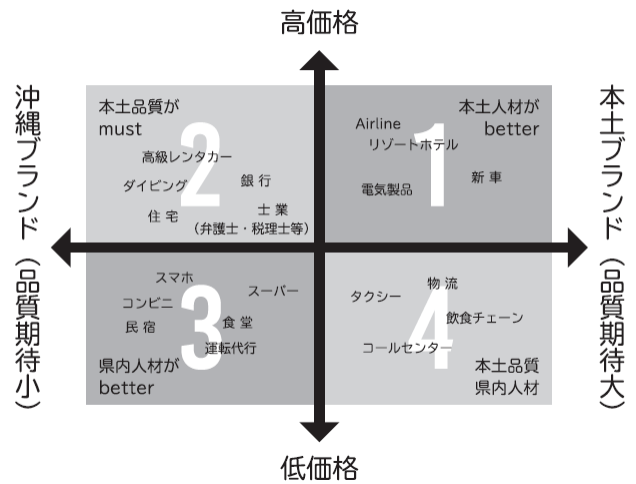 高価格
沖縄ブランド（品質期待小）
本土ブランド（品質期待大）
本土品質が
must
2
高級レンタカー
ダイビング
銀行
住宅
士業
（弁護士・税理士等）
本土人材が
better
1
Airline
リゾートホテル
電気製品
新車
3
スマホ
コンビニ
スーパー
民宿
食堂
運転代行
県内人材が
better
4
物流
タクシー
飲食チェーン
コールセンター
本土品質
県内人材
低価格